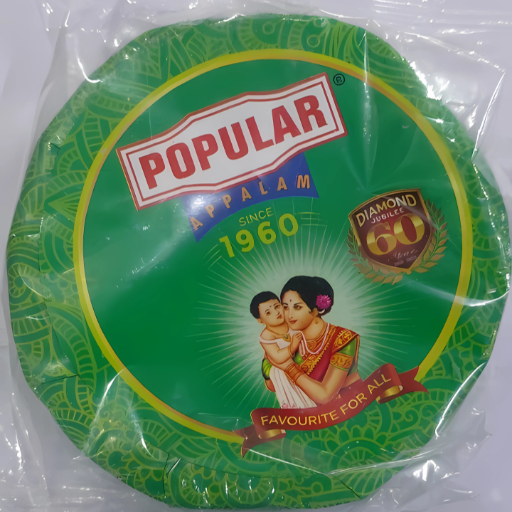 POPULAR®
APPALAM
SINCE
1960
DIAMOND
JUBILEE
60
FAVOURITE FOR ALL